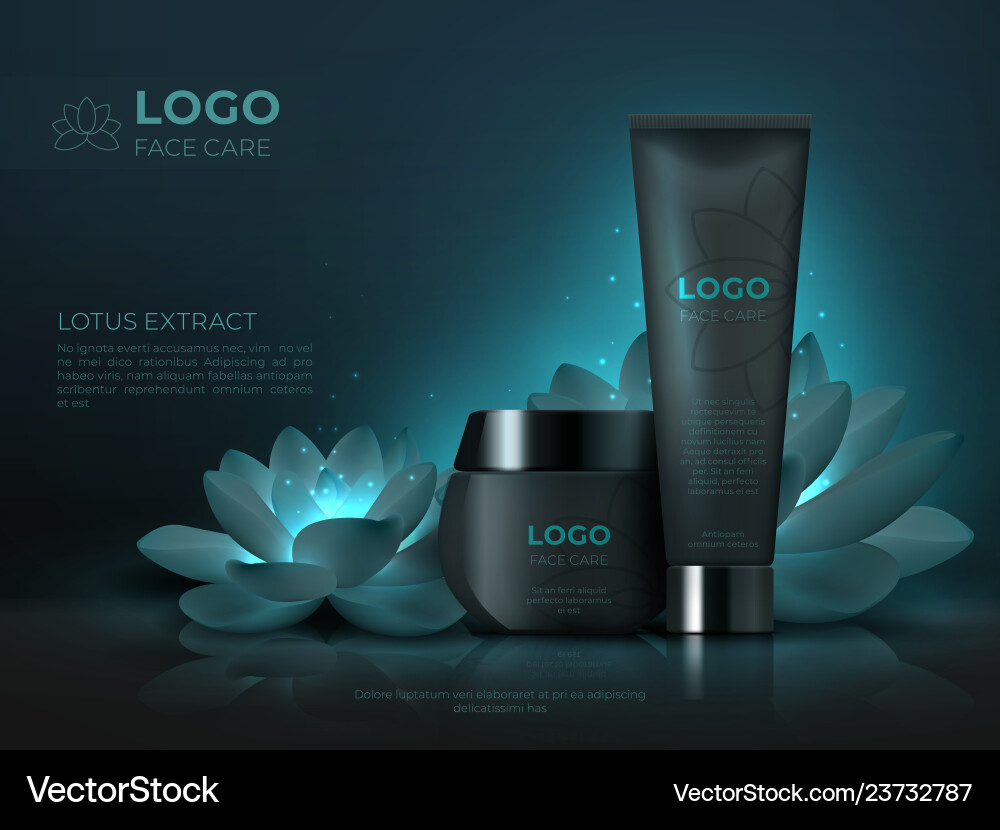 LOGO
FACE CARE
LOTUS EXTRACT
No ignota everti accusamus nec, vim no vel
ne mei dico rationibus Adipiscing ad pro
habeo viris, nam aliquam fabellas antiopam
scribentur reprehendunt omnium ceteros
et est
LOGO
FACE CARE
Ut nec singulis
rectequevim te
ubique persequeris
definitionem cu
novum lucilius nam
Aeque detraxit pro
an, ad consul officiis
per. Sit an ferri
aliquid, perfecto
laboramus ei est
Antiopam
omnium ceteros
LOGO
FACE CARE
Sit an ferri aliquid
perfecto laboramus
ei est
Dolore luptatum veri elaboraret at pri ea adipiscing
delicatissimi has
VectorStock
VectorStock.com/23732787